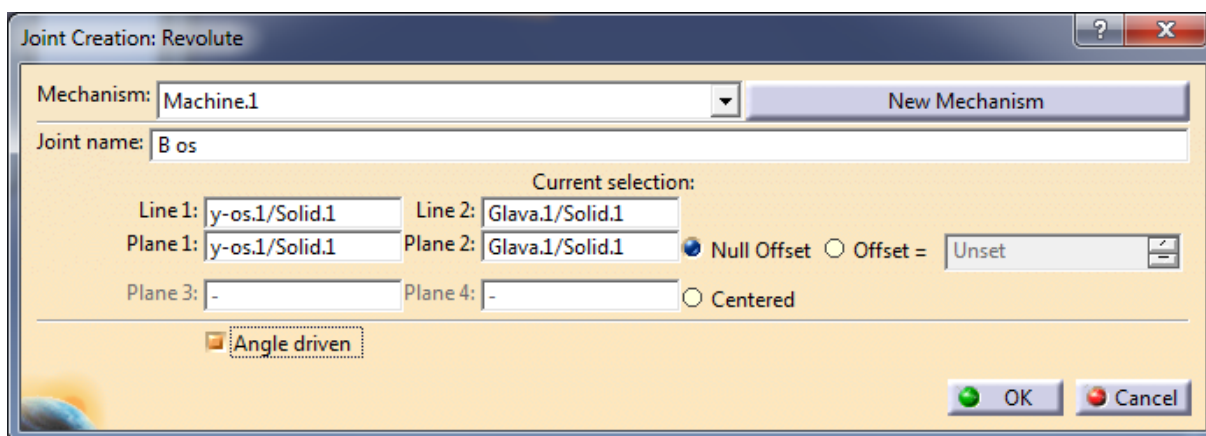 Joint Creation: Revolute
Mechanism: Machine.1 New Mechanism
Joint name: B os
Current selection:
Line 1: y-os.1/Solid.1 Line 2: Glava.1/Solid.1
Plane 1: y-os.1/Solid.1 Plane 2: Glava.1/Solid.1 Null Offset Offset = Unset
Plane 3: - Plane 4: - Centered
Angle driven
OK Cancel